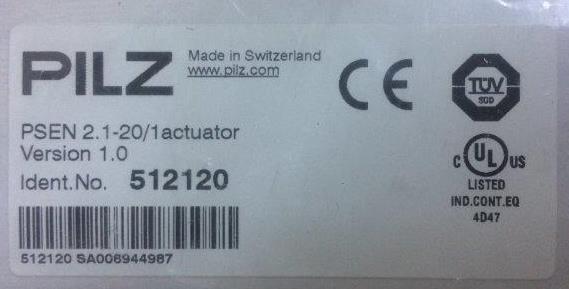 PILZ
Made in Switzerland
www.pilz.com
CE
TÜV
SGD
PSEN 2.1-20/1actuator
Version 1.0
Ident.No. 512120
C UL US
LISTED
IND.CONT.EQ
4D47
512120 SA006944987